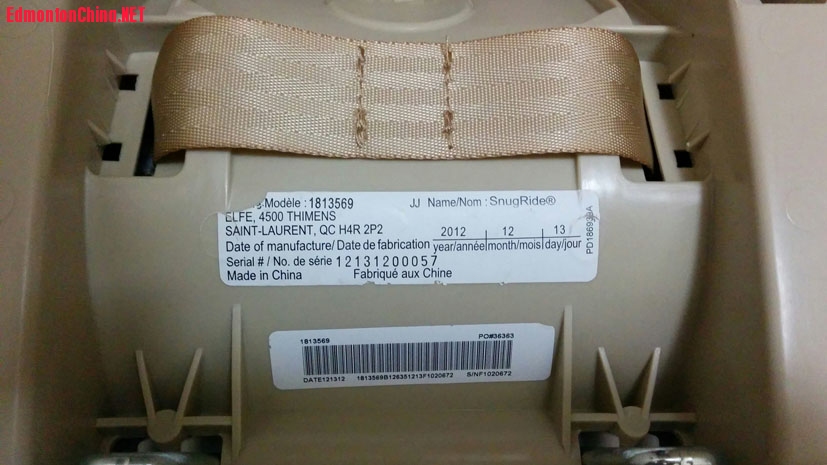 EdmontonChina.NET
g-Modèle : 1813569 JJ Name/Nom : SnugRide®
ELFE, 4500 THIMENS
SAINT-LAURENT, QC H4R 2P2
2012 12 13
Date of manufacture/ Date de fabrication year/année month/mois day/jour
Serial # / No. de série 12131200057
Made in China Fabriqué aux Chine
1813569 PO#36363
DATE121312 1813569B126351213F1020672 S/NF1020672